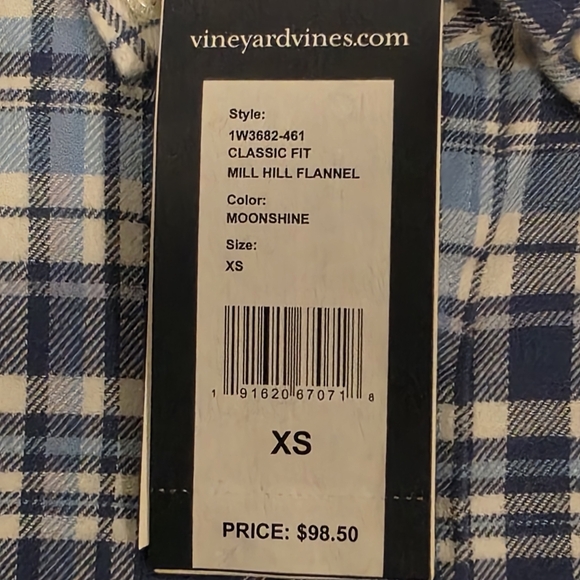 vineyardvines.com
Style:
1W3682-461
CLASSIC FIT
MILL HILL FLANNEL
Color:
MOONSHINE
Size:
XS
1 91620 67071 8
XS
PRICE: $98.50